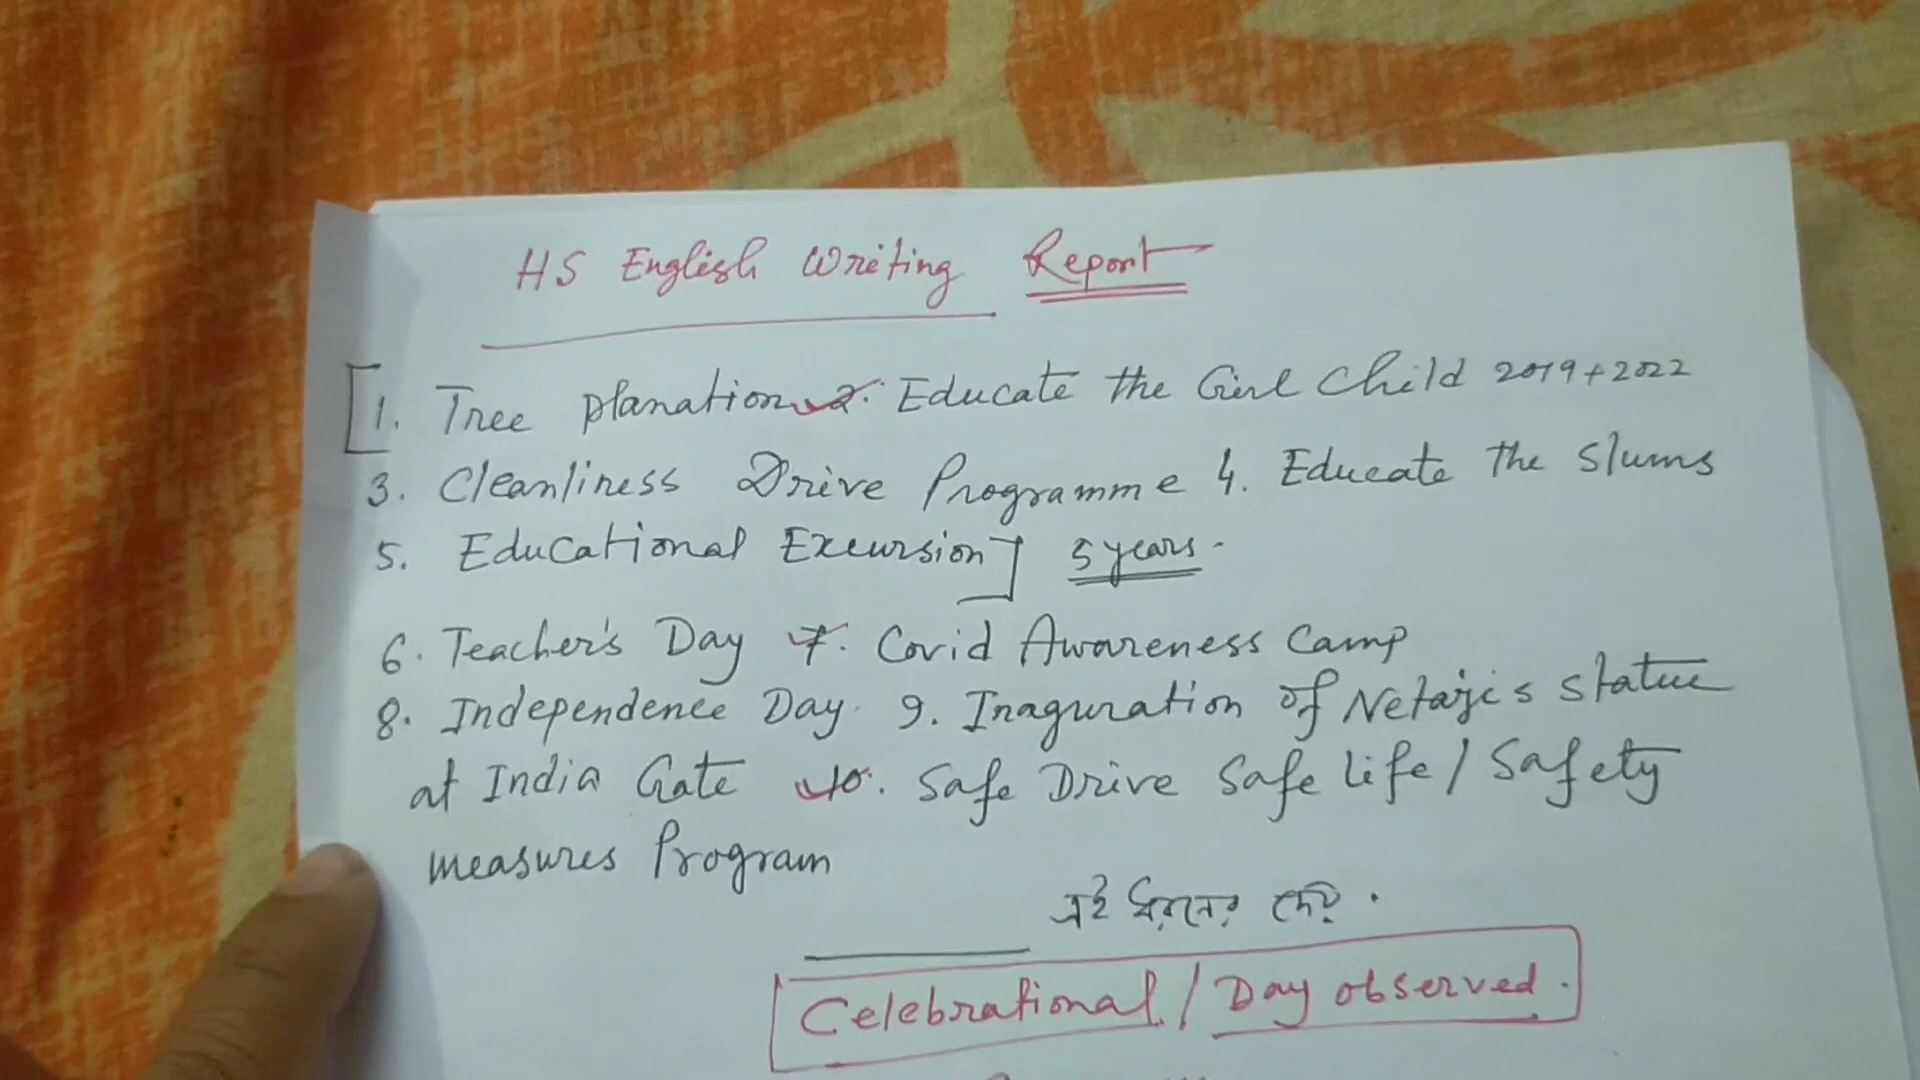 HS English Writing Report
1. Tree planation 2. Educate the Girl Child 2019+2022
3. Cleanliness Drive Programme 4. Educate the Slums
5. Educational Excursion] 5 years.
6. Teacher's Day 7. Covid Awareness Camp
8. Independence Day. 9. Inaguration of Netaji's statue
at India Gate 10. Safe Drive Safe Life / Safety
measures Program
এই ধরনের দেয়.
Celebrational / Day observed.